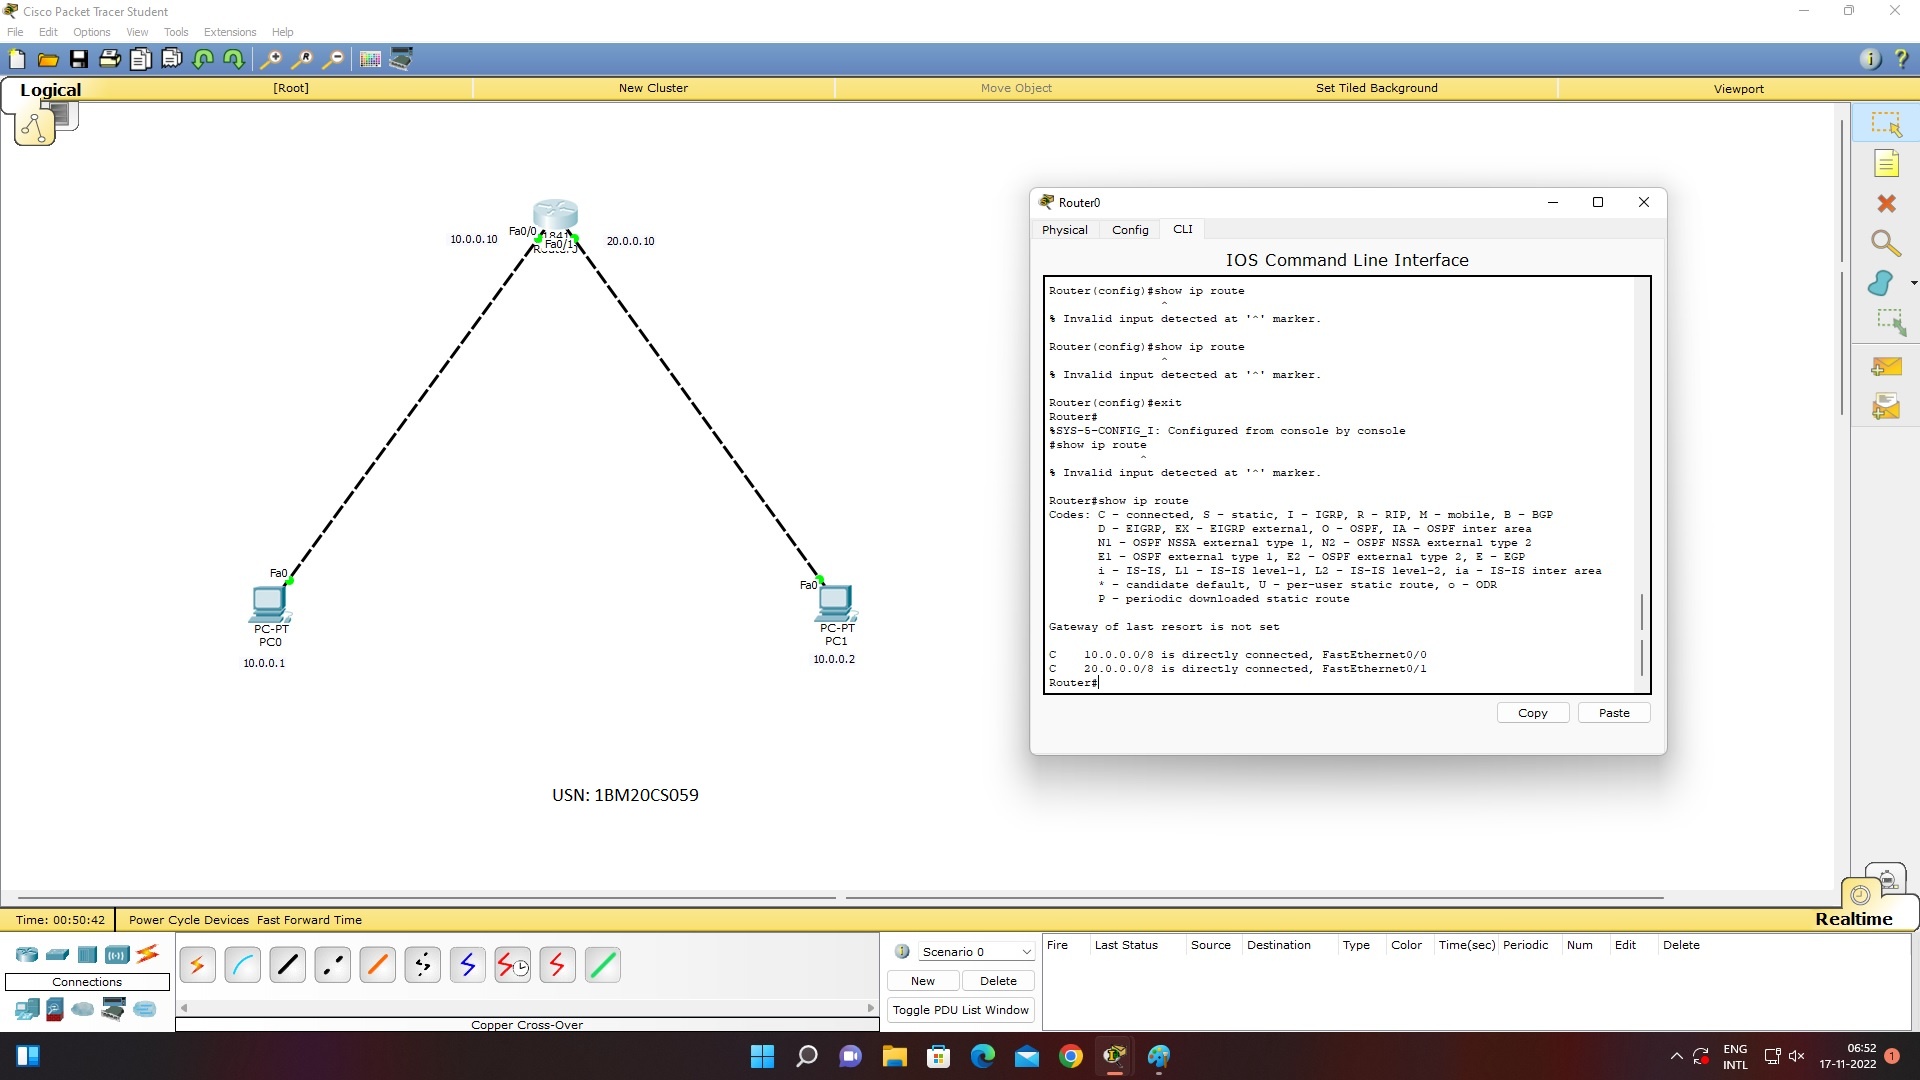 Cisco Packet Tracer Student
File Edit Options View Tools Extensions Help
Logical
[Root]
New Cluster
Move Object
Set Tiled Background
Viewport
Fa0/0
1841
10.0.0.10
Fa0/1
20.0.0.10
Router0
Fa0
PC-PT
PC0
10.0.0.1
Fa0
PC-PT
PC1
10.0.0.2
USN: 1BM20CS059
Router0
Physical Config CLI
IOS Command Line Interface
Router(config)#show ip route
^
% Invalid input detected at '^' marker.
Router(config)#show ip route
^
% Invalid input detected at '^' marker.
Router(config)#exit
Router#
%SYS-5-CONFIG_I: Configured from console by console
#show ip route
^
% Invalid input detected at '^' marker.
Router#show ip route
Codes: C - connected, S - static, I - IGRP, R - RIP, M - mobile, B - BGP
D - EIGRP, EX - EIGRP external, O - OSPF, IA - OSPF inter area
N1 - OSPF NSSA external type 1, N2 - OSPF NSSA external type 2
E1 - OSPF external type 1, E2 - OSPF external type 2, E - EGP
i - IS-IS, L1 - IS-IS level-1, L2 - IS-IS level-2, ia - IS-IS inter area
* - candidate default, U - per-user static route, o - ODR
P - periodic downloaded static route
Gateway of last resort is not set
C 10.0.0.0/8 is directly connected, FastEthernet0/0
C 20.0.0.0/8 is directly connected, FastEthernet0/1
Router#
Copy Paste
Time: 00:50:42 Power Cycle Devices Fast Forward Time
Realtime
Connections
Copper Cross-Over
Scenario 0
New Delete
Toggle PDU List Window
Fire Last Status Source Destination Type Color Time(sec) Periodic Num Edit Delete
ENG
INTL
06:52
17-11-2022
1